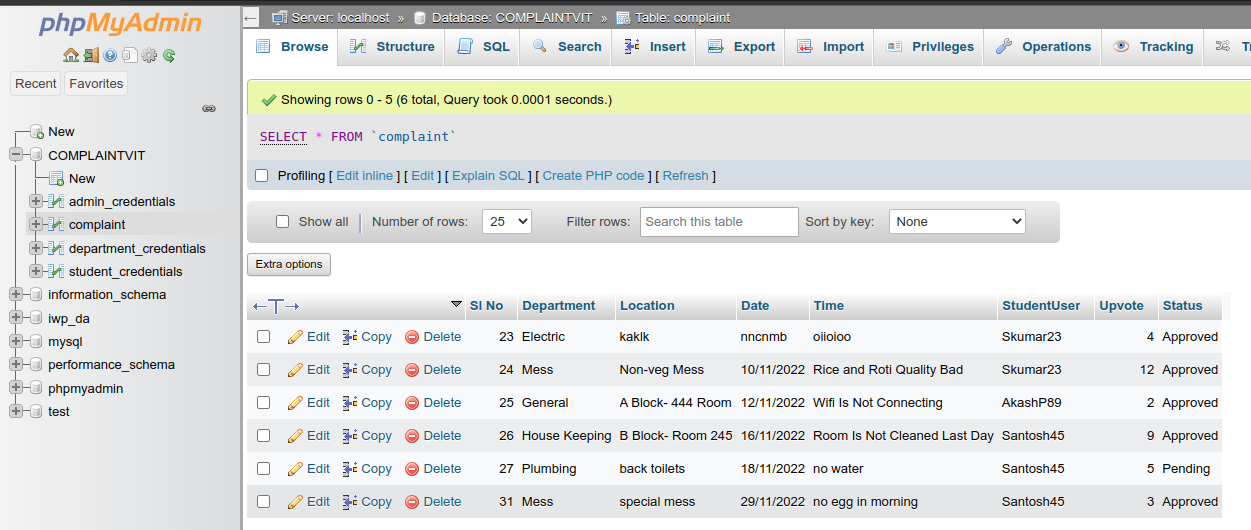 phpMyAdmin
Recent Favorites
New
COMPLAINTVIT
New
admin_credentials
complaint
department_credentials
student_credentials
information_schema
iwp_da
mysql
performance_schema
phpmyadmin
test
Server: localhost » Database: COMPLAINTVIT » Table: complaint
Browse Structure SQL Search Insert Export Import Privileges Operations Tracking
Showing rows 0 - 5 (6 total, Query took 0.0001 seconds.)
SELECT * FROM `complaint`
Profiling [ Edit inline ] [ Edit ] [ Explain SQL ] [ Create PHP code ] [ Refresh ]
Show all Number of rows: 25 Filter rows: Search this table Sort by key: None
Extra options
←T→ Sl No Department Location Date Time StudentUser Upvote Status
Edit Copy Delete 23 Electric kaklk nncnmb oiioioo Skumar23 4 Approved
Edit Copy Delete 24 Mess Non-veg Mess 10/11/2022 Rice and Roti Quality Bad Skumar23 12 Approved
Edit Copy Delete 25 General A Block- 444 Room 12/11/2022 Wifi Is Not Connecting AkashP89 2 Approved
Edit Copy Delete 26 House Keeping B Block- Room 245 16/11/2022 Room Is Not Cleaned Last Day Santosh45 9 Approved
Edit Copy Delete 27 Plumbing back toilets 18/11/2022 no water Santosh45 5 Pending
Edit Copy Delete 31 Mess special mess 29/11/2022 no egg in morning Santosh45 3 Approved